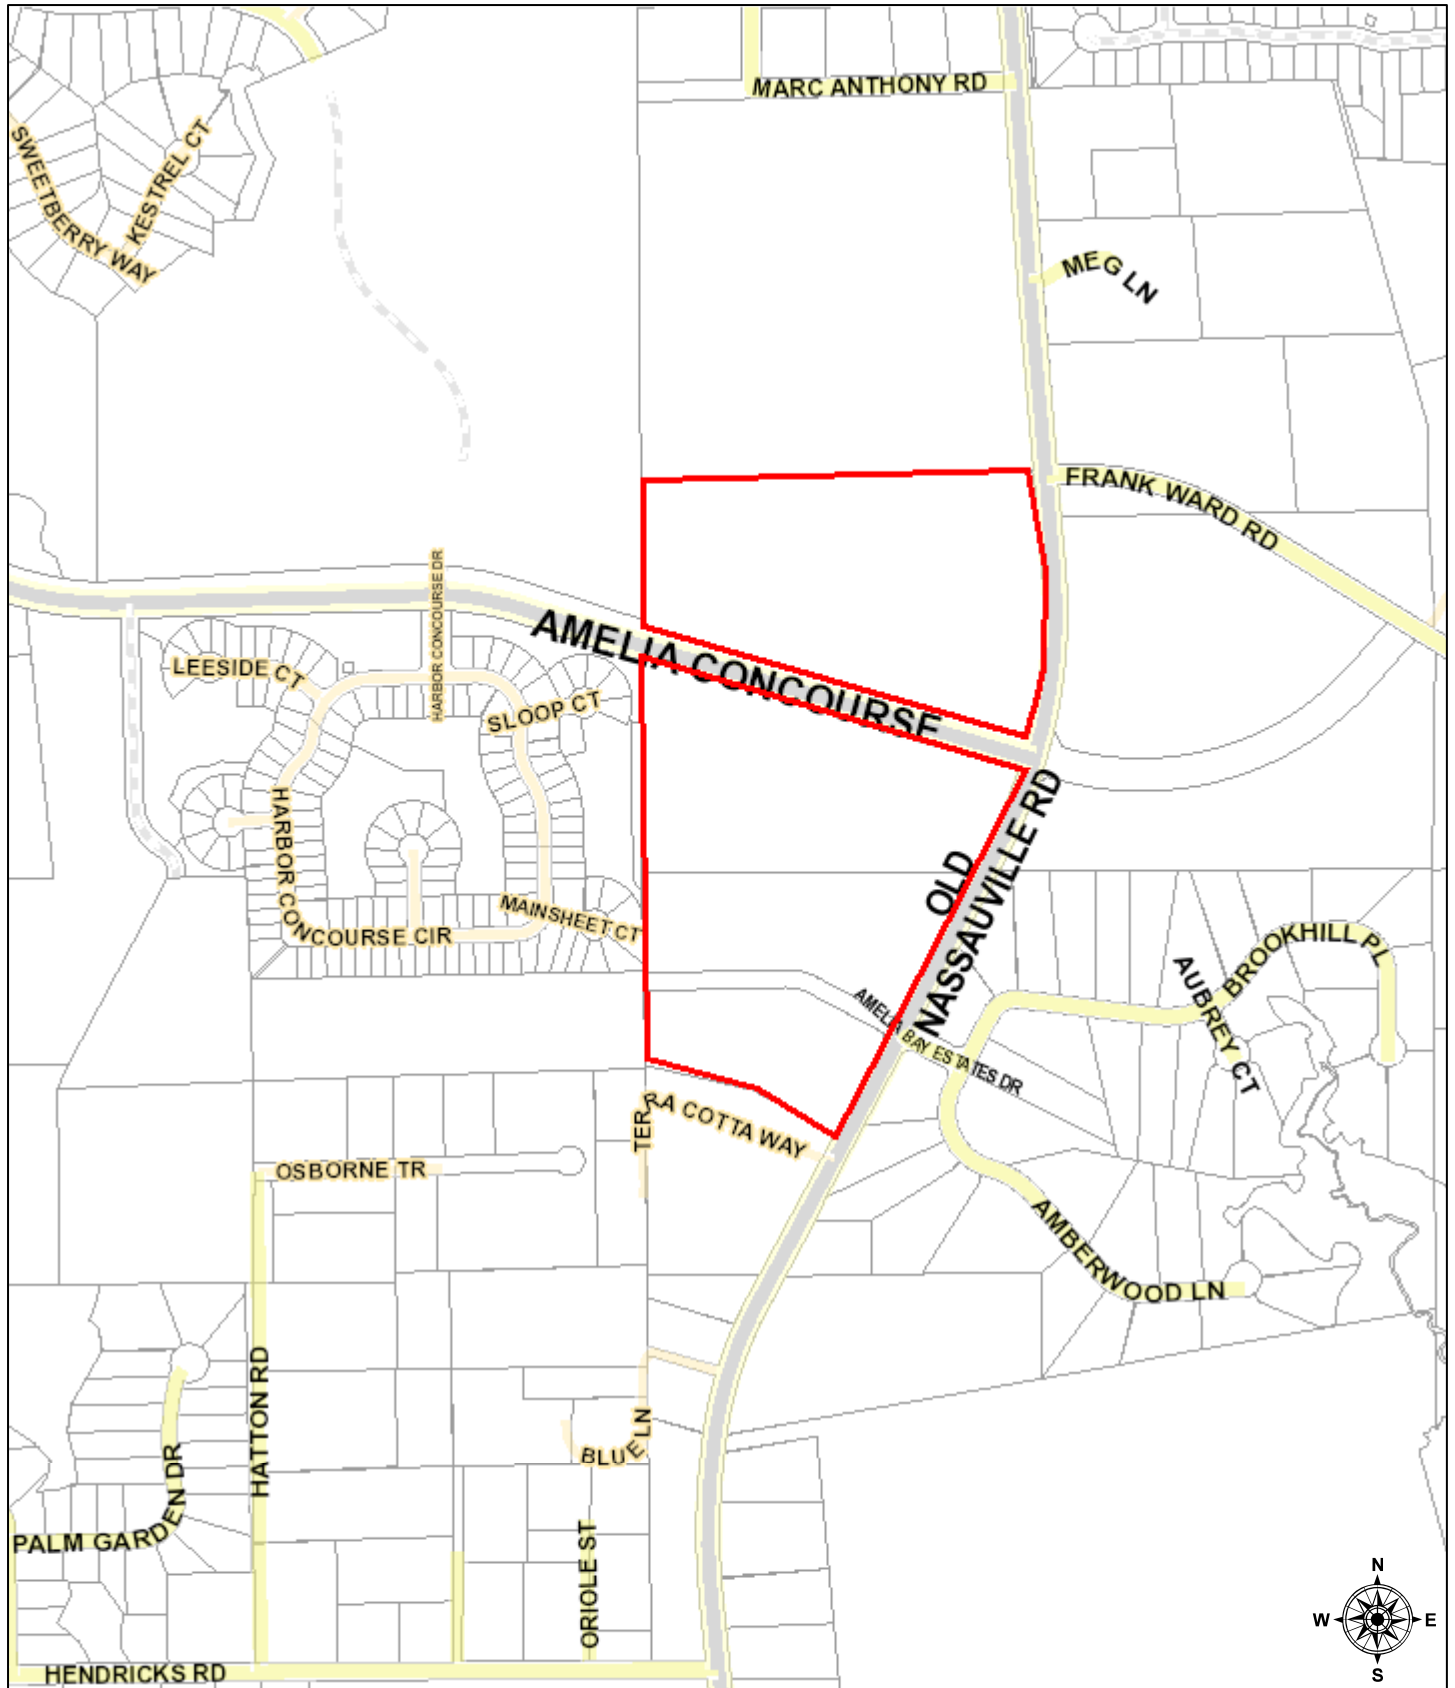 MARC ANTHONY RD
SWEETBERRY WAY
KESTREL CT
MEG LN
FRANK WARD RD
HARBOR CONCOURSE DR
AMELIA CONCOURSE
LEESIDE CT
SLOOP CT
HARBOR CONCOURSE CIR
MAINSHEET CT
OLD
NASSAUVILLE RD
BROOKHILL PL
AUBREY CT
AMELIA BAY ESTATES DR
TERRA COTTA WAY
OSBORNE TR
AMBERWOOD LN
HATTON RD
BLUE LN
PALM GARDEN DR
ORIOLE ST
HENDRICKS RD
N
W E
S